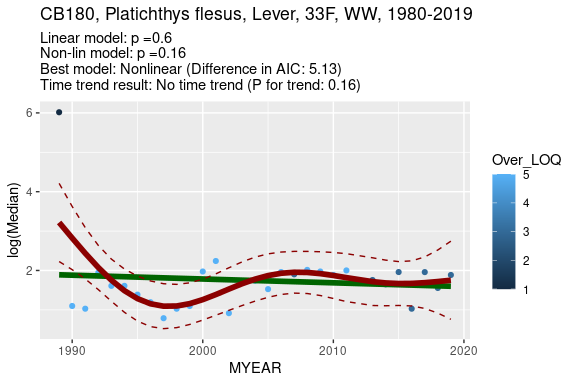 CB180, Platichthys flesus, Lever, 33F, WW, 1980-2019
Linear model: p =0.6
Non-lin model: p =0.16
Best model: Nonlinear (Difference in AIC: 5.13)
Time trend result: No time trend (P for trend: 0.16)
6
4
2
log(Median)
1990
2000
2010
2020
MYEAR
Over_LOQ
5
4
3
2
1